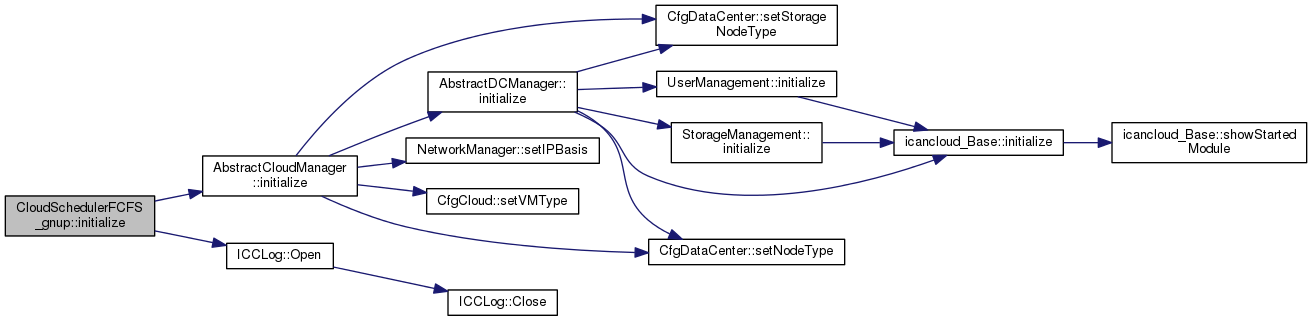 CfgDataCenter::setStorage
NodeType
AbstractDCManager::
initialize
UserManagement::initialize
StorageManagement::
initialize
icancloud_Base::initialize
icancloud_Base::showStarted
Module
NetworkManager::setIPBasis
AbstractCloudManager
::initialize
CfgCloud::setVMType
CloudSchedulerFCFS
_gnup::initialize
ICCLog::Open
CfgDataCenter::setNodeType
ICCLog::Close